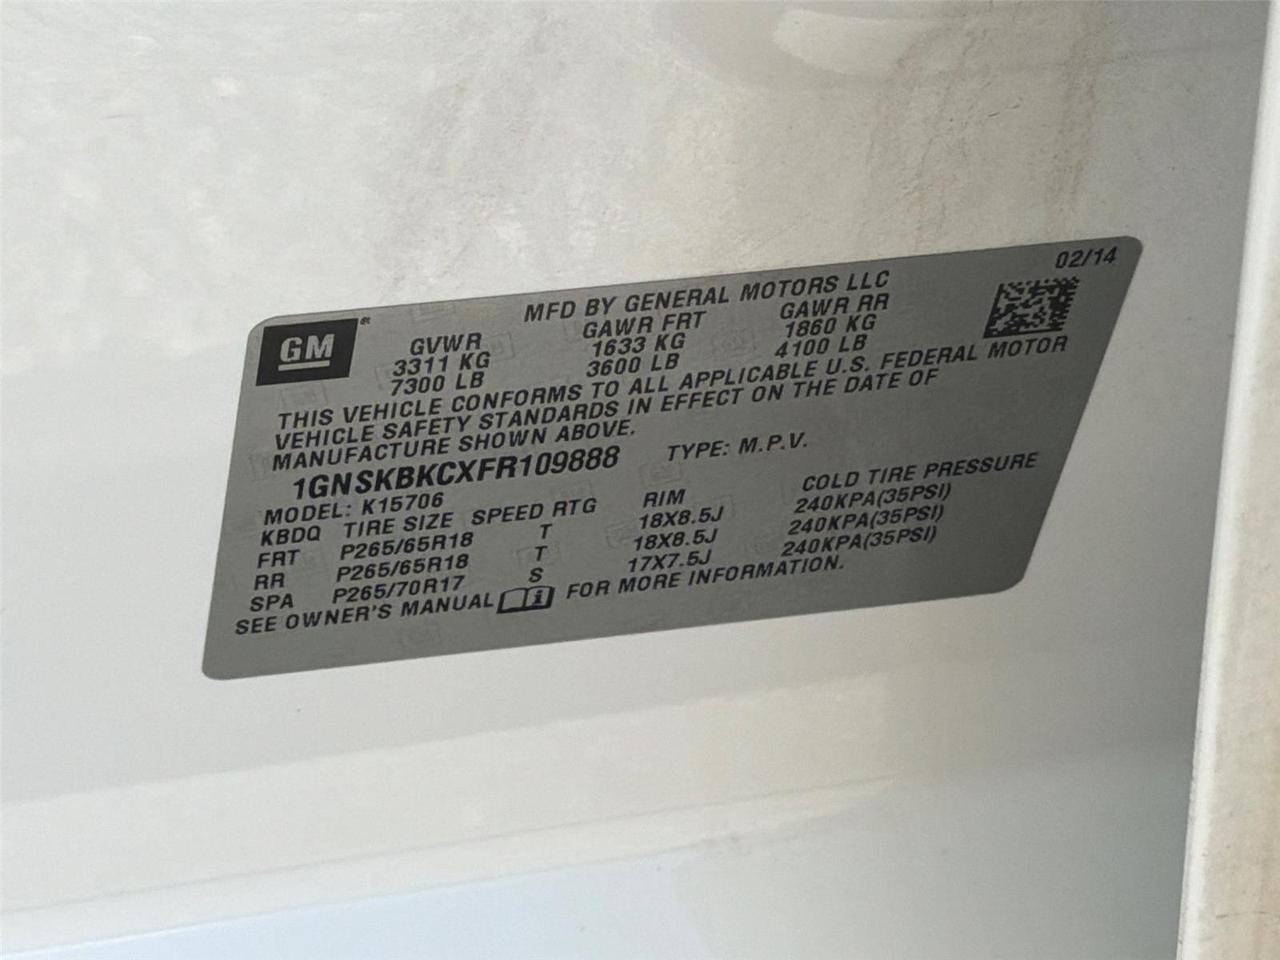 02/14
MFD BY GENERAL MOTORS LLC
GM®
GVWR GAWR FRT GAWR RR
3311 KG 1633 KG 1860 KG
7300 LB 3600 LB 4100 LB
THIS VEHICLE CONFORMS TO ALL APPLICABLE U.S. FEDERAL MOTOR
VEHICLE SAFETY STANDARDS IN EFFECT ON THE DATE OF
MANUFACTURE SHOWN ABOVE.
1GNSKBKCXFR109888 TYPE: M.P.V.
MODEL: K15706
KBDQ TIRE SIZE SPEED RTG RIM COLD TIRE PRESSURE
FRT P265/65R18 T 18X8.5J 240KPA(35PSI)
RR P265/65R18 T 18X8.5J 240KPA(35PSI)
SPA P265/70R17 S 17X7.5J 240KPA(35PSI)
SEE OWNER'S MANUAL FOR MORE INFORMATION.